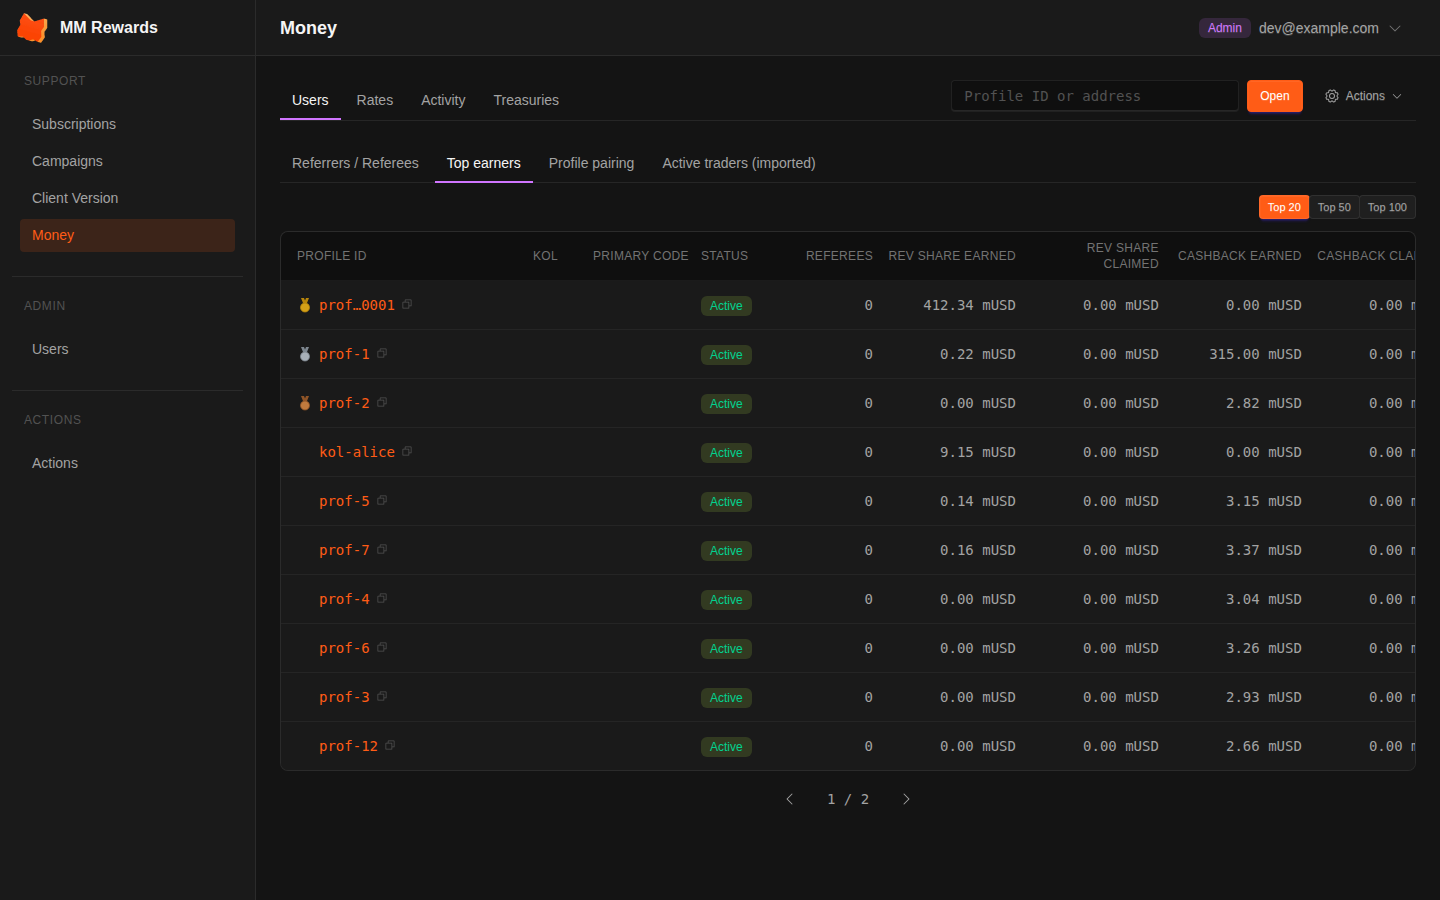 MM Rewards
Money
Admin dev@example.com
SUPPORT
Subscriptions
Campaigns
Client Version
Money
ADMIN
Users
ACTIONS
Actions
Users Rates Activity Treasuries
Profile ID or address Open Actions
Referrers / Referees Top earners Profile pairing Active traders (imported)
Top 20 Top 50 Top 100
PROFILE ID KOL PRIMARY CODE STATUS REFEREES REV SHARE EARNED REV SHARE CLAIMED CASHBACK EARNED CASHBACK CLAI
prof…0001 Active 0 412.34 mUSD 0.00 mUSD 0.00 mUSD 0.00 m
prof-1 Active 0 0.22 mUSD 0.00 mUSD 315.00 mUSD 0.00 m
prof-2 Active 0 0.00 mUSD 0.00 mUSD 2.82 mUSD 0.00 m
kol-alice Active 0 9.15 mUSD 0.00 mUSD 0.00 mUSD 0.00 m
prof-5 Active 0 0.14 mUSD 0.00 mUSD 3.15 mUSD 0.00 m
prof-7 Active 0 0.16 mUSD 0.00 mUSD 3.37 mUSD 0.00 m
prof-4 Active 0 0.00 mUSD 0.00 mUSD 3.04 mUSD 0.00 m
prof-6 Active 0 0.00 mUSD 0.00 mUSD 3.26 mUSD 0.00 m
prof-3 Active 0 0.00 mUSD 0.00 mUSD 2.93 mUSD 0.00 m
prof-12 Active 0 0.00 mUSD 0.00 mUSD 2.66 mUSD 0.00 m
1 / 2